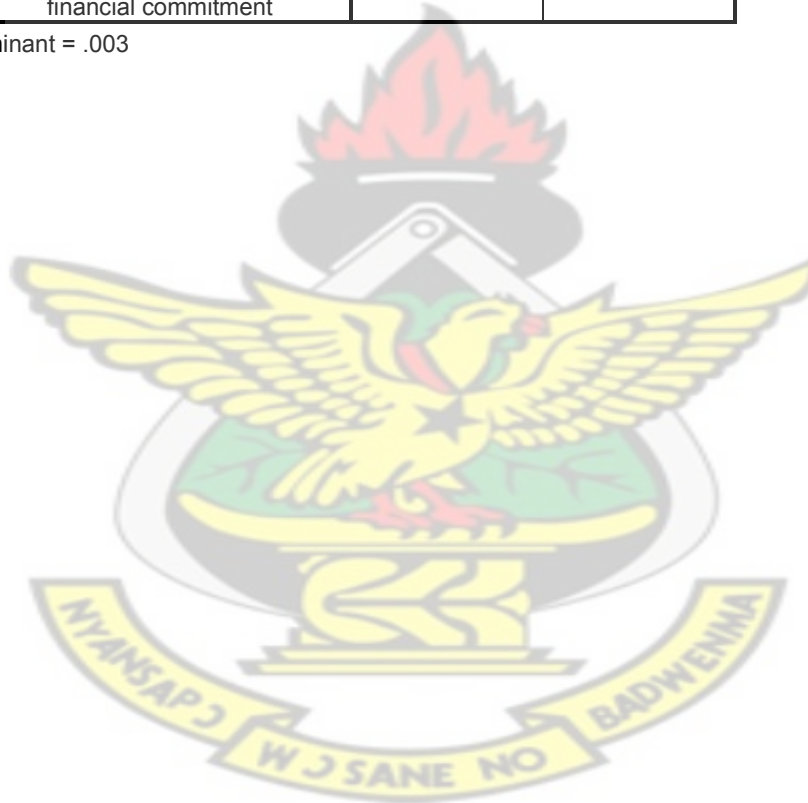 financial commitment
inant = .003
NYANSAPƆ
WƆSANE NO
BADWENMA